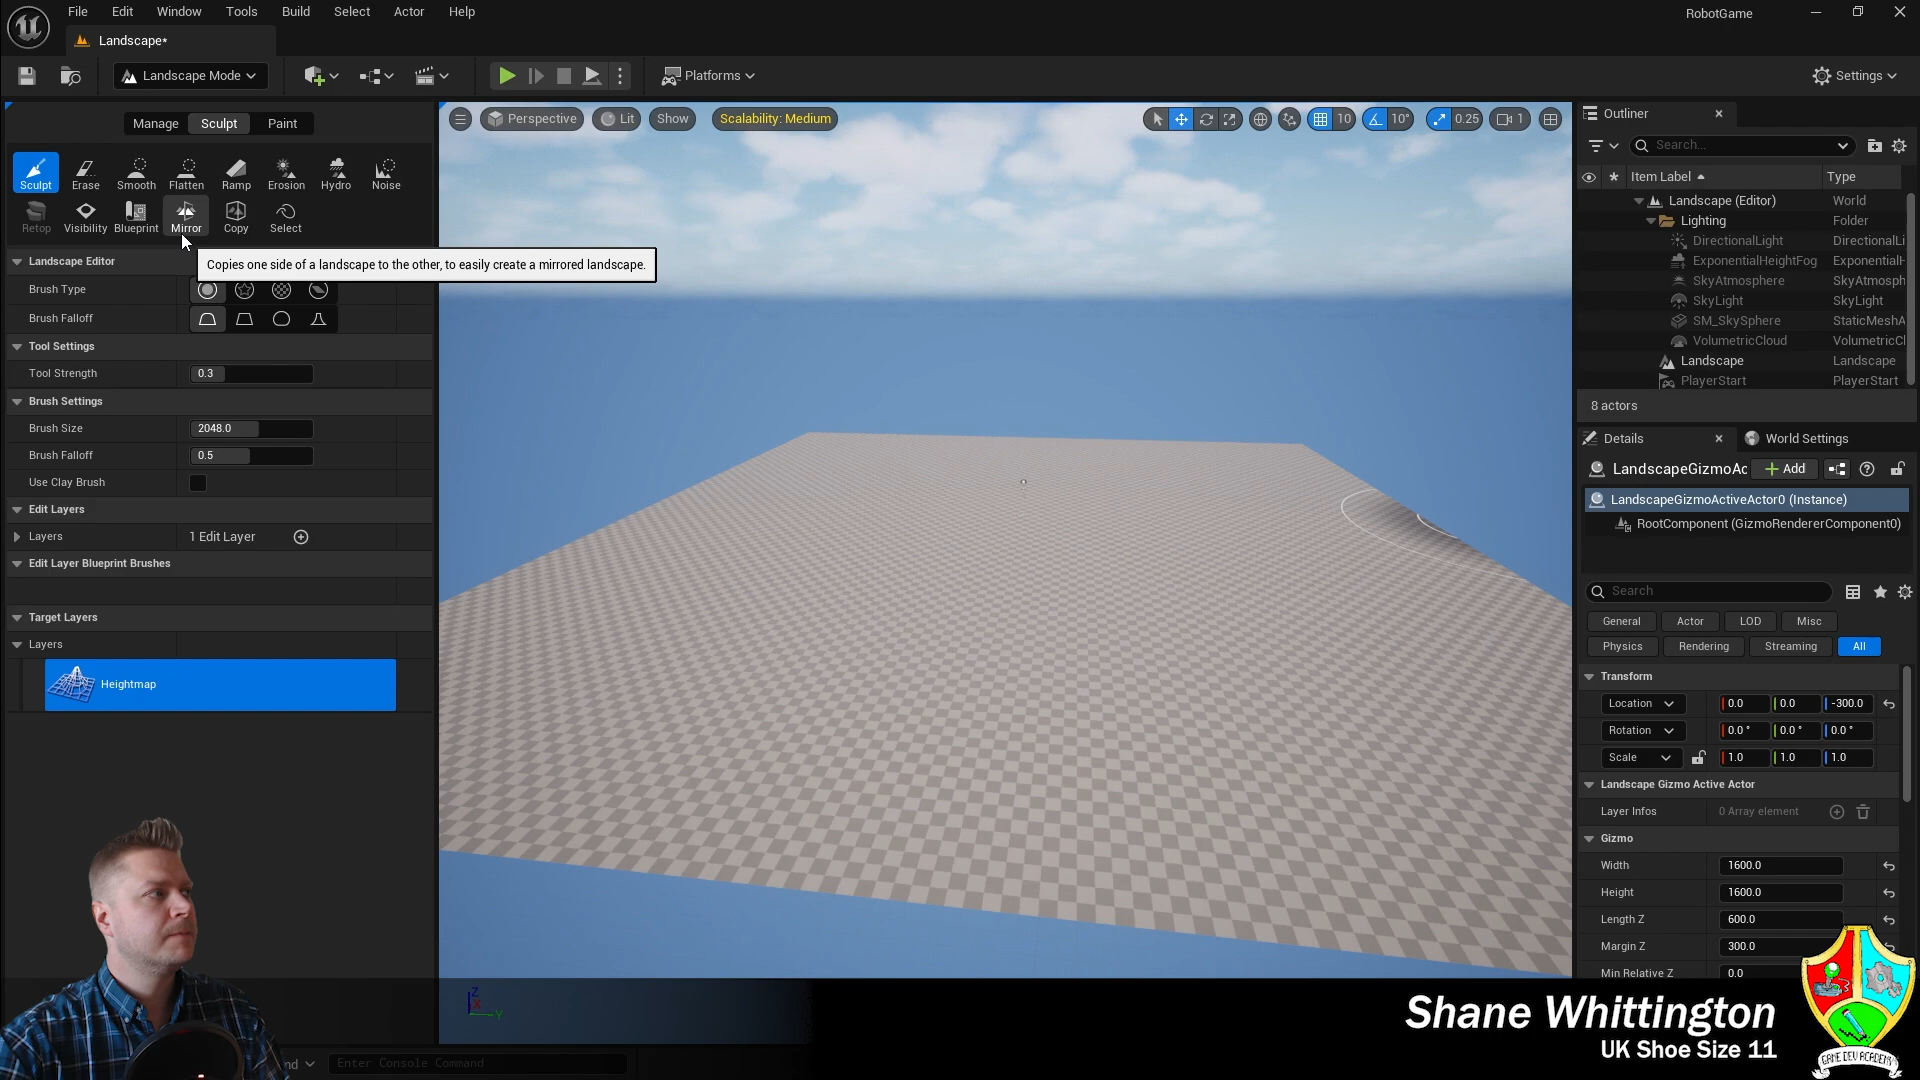 File Edit Window Tools Build Select Actor Help
RobotGame
Landscape*
Landscape Mode
Platforms
Settings
Manage Sculpt Paint
Sculpt Erase Smooth Flatten Ramp Erosion Hydro Noise
Retop Visibility Blueprint Mirror Copy Select
Copies one side of a landscape to the other, to easily create a mirrored landscape.
Landscape Editor
Brush Type
Brush Falloff
Tool Settings
Tool Strength 0.3
Brush Settings
Brush Size 2048.0
Brush Falloff 0.5
Use Clay Brush
Edit Layers
Layers 1 Edit Layer
Edit Layer Blueprint Brushes
Target Layers
Layers
Heightmap
Enter Console Command
Perspective Lit Show Scalability: Medium
10 10° 0.25 1
Z
X
Y
Outliner
Search...
Item Label Type
Landscape (Editor) World
Lighting Folder
DirectionalLight DirectionalLi
ExponentialHeightFog ExponentialH
SkyAtmosphere SkyAtmosph
SkyLight SkyLight
SM_SkySphere StaticMeshA
VolumetricCloud VolumetricCl
Landscape Landscape
PlayerStart PlayerStart
8 actors
Details World Settings
LandscapeGizmoAc Add
LandscapeGizmoActiveActor0 (Instance)
RootComponent (GizmoRendererComponent0)
Search
General Actor LOD Misc
Physics Rendering Streaming All
Transform
Location 0.0 0.0 -300.0
Rotation 0.0 ° 0.0 ° 0.0 °
Scale 1.0 1.0 1.0
Landscape Gizmo Active Actor
Layer Infos 0 Array element
Gizmo
Width 1600.0
Height 1600.0
Length Z 600.0
Margin Z 300.0
Min Relative Z 0.0
Shane Whittington
UK Shoe Size 11
GAME DEV ACADEMY